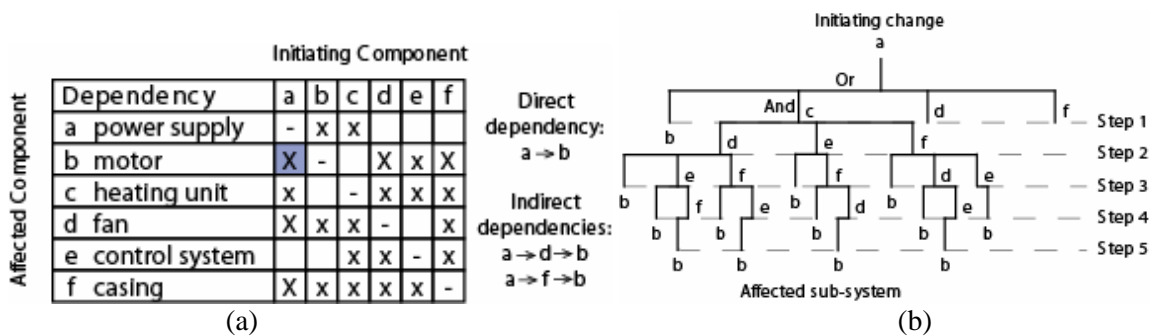 Initiating Component
Affected Component
Dependency a b c d e f
a power supply - x x
b motor X - X x X
c heating unit x - x x x
d fan X x x - x
e control system x x - x
f casing X x x x x -
Direct
dependency:
a → b
Indirect
dependencies:
a → d → b
a → f → b
(a)
Initiating change
a
Or
And c d f
b Step 1
d e f Step 2
b e f b f b d e Step 3
b f b e b d b e b Step 4
b b b b Step 5
Affected sub-system
(b)